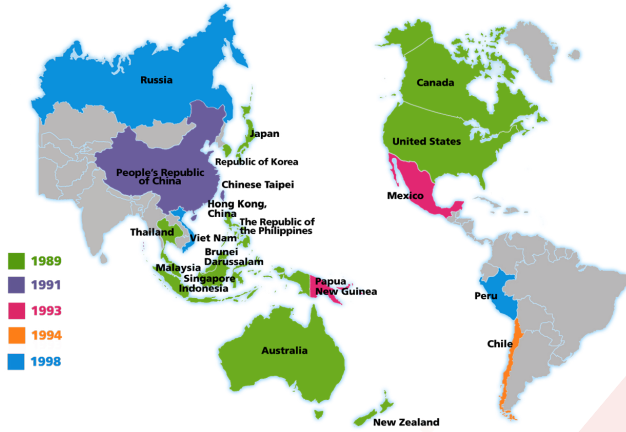 Russia
Canada
Japan
United States
Republic of Korea
People's Republic
of China
Chinese Taipei
Mexico
Hong Kong,
China
The Republic of
the Philippines
Thailand
Viet Nam
Brunei
Darussalam
Malaysia
Singapore
Indonesia
Papua
New Guinea
Peru
Chile
Australia
New Zealand
1989
1991
1993
1994
1998